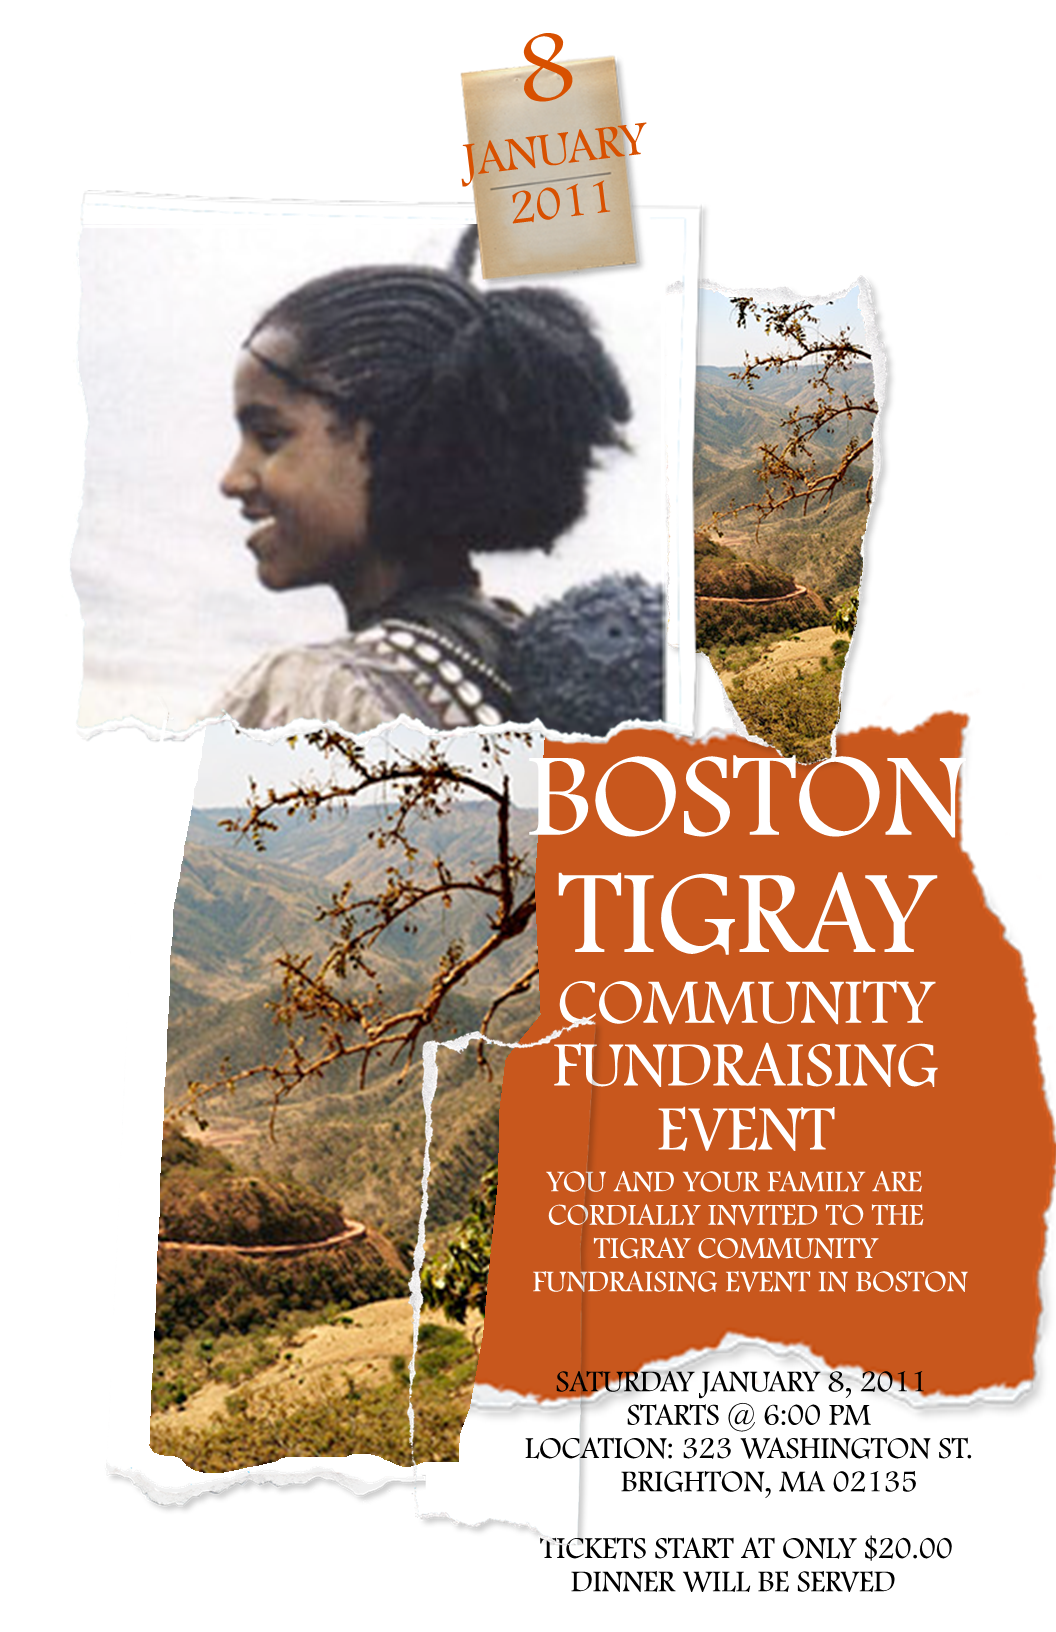 8
JANUARY
2011
BOSTON
TIGRAY
COMMUNITY
FUNDRAISING
EVENT
YOU AND YOUR FAMILY ARE
CORDIALLY INVITED TO THE
TIGRAY COMMUNITY
FUNDRAISING EVENT IN BOSTON
SATURDAY JANUARY 8, 2011
STARTS @ 6:00 PM
LOCATION: 323 WASHINGTON ST.
BRIGHTON, MA 02135
TICKETS START AT ONLY $20.00
DINNER WILL BE SERVED